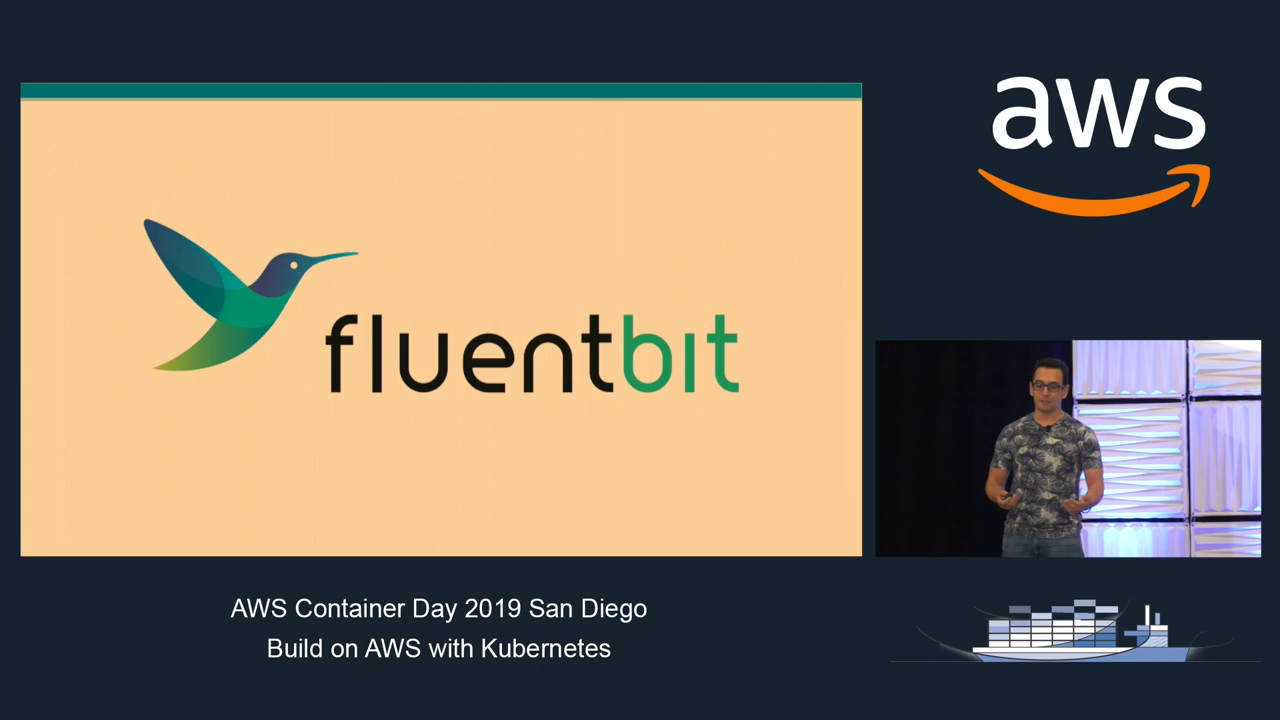 fluentbit
aws
AWS Container Day 2019 San Diego
Build on AWS with Kubernetes